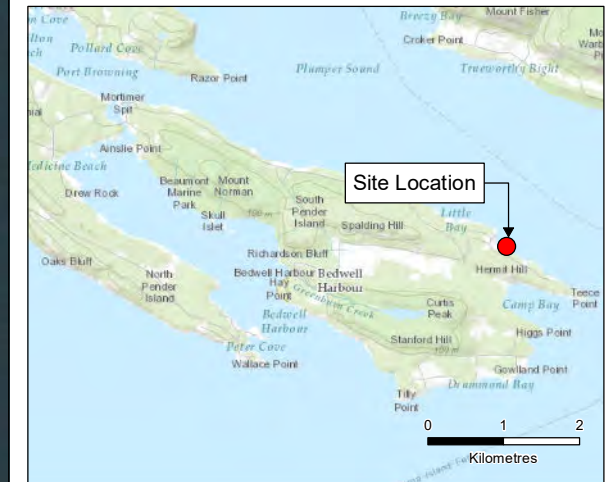 Breezy Bay
Mount Fisher
Croker Point
Pollard Cove
Port Browning
Razor Point
Plumper Sound
Trueworthy Bight
Mortimer
Spit
Ainslie Point
Medicine Beach
Drew Rock
Beaumont
Marine
Park
Mount
Norman
Skull
Islet
100 m
South
Pender
Island
Spalding Hill
Site Location
Little
Bay
Hermit Hill
Oaks Bluff
North
Pender
Island
Richardson Bluff
Bedwell Harbour
Hay
Point
Bedwell
Harbour
Greenburn Creek
Curtis
Peak
Camp Bay
Teece
Point
Bedwell
Harbour
Higgs Point
Stanford Hill
100 m
Peter Cove
Wallace Point
Gowlland Point
Drummond Bay
Tilly
Point
0 1 2
Kilometres